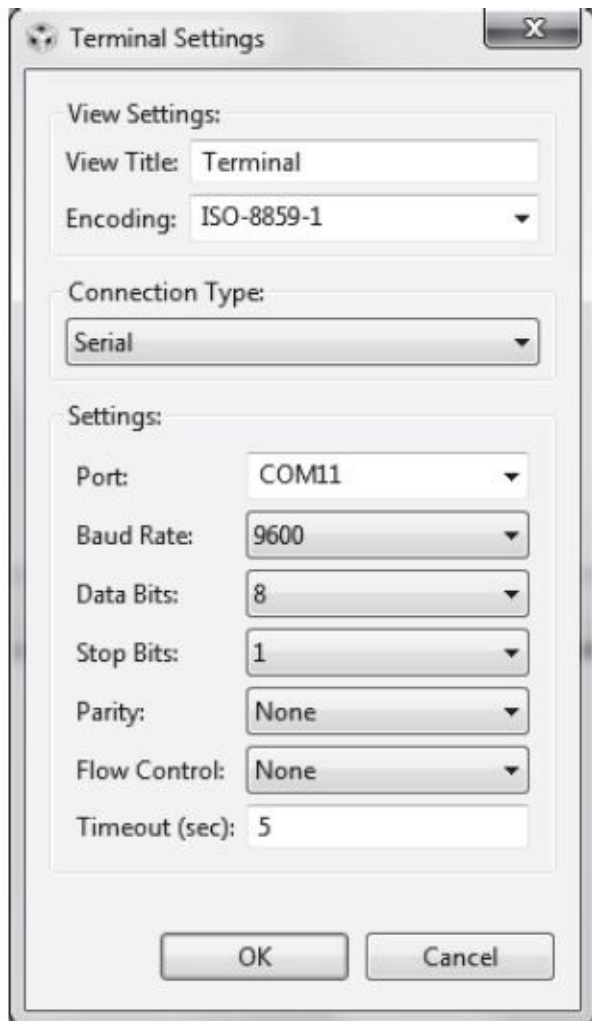 Terminal Settings
View Settings:
View Title: Terminal
Encoding: ISO-8859-1
Connection Type:
Serial
Settings:
Port: COM11
Baud Rate: 9600
Data Bits: 8
Stop Bits: 1
Parity: None
Flow Control: None
Timeout (sec): 5
OK Cancel